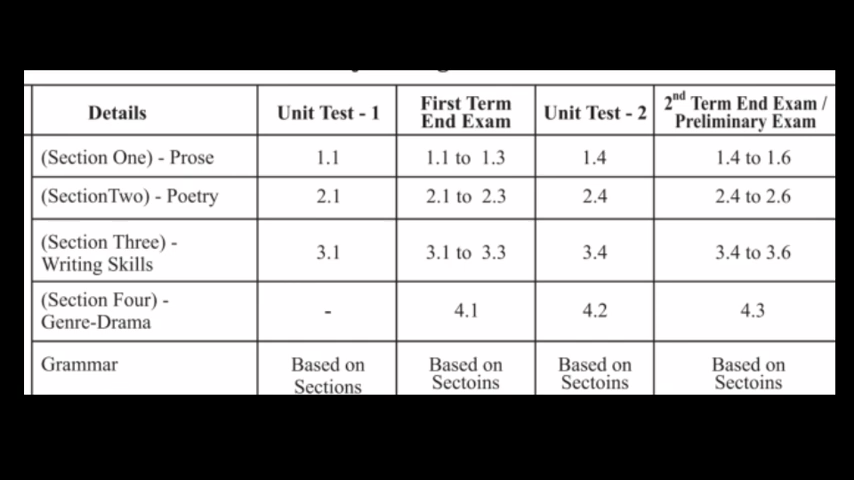 Details
Unit Test - 1
First Term
End Exam
Unit Test - 2
2nd Term End Exam /
Preliminary Exam
(Section One) - Prose
1.1
1.1 to 1.3
1.4
1.4 to 1.6
(SectionTwo) - Poetry
2.1
2.1 to 2.3
2.4
2.4 to 2.6
(Section Three) -
Writing Skills
3.1
3.1 to 3.3
3.4
3.4 to 3.6
(Section Four) -
Genre-Drama
-
4.1
4.2
4.3
Grammar
Based on
Sections
Based on
Sectoins
Based on
Sectoins
Based on
Sectoins